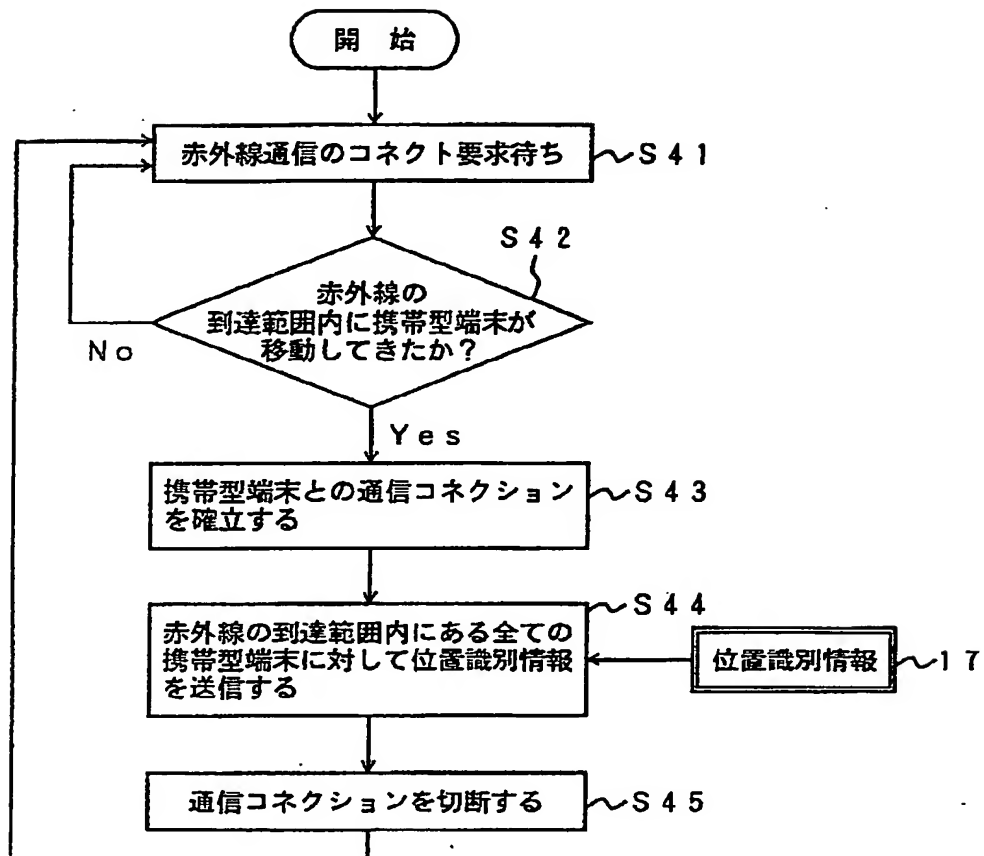 開 始
赤外線通信のコネクト要求待ち
S41
S42
赤外線の
到達範囲内に携帯型端末が
移動してきたか?
No
Yes
携帯型端末との通信コネクション
を確立する
S43
S44
赤外線の到達範囲内にある全ての
携帯型端末に対して位置識別情報
を送信する
位置識別情報
17
通信コネクションを切断する
S45